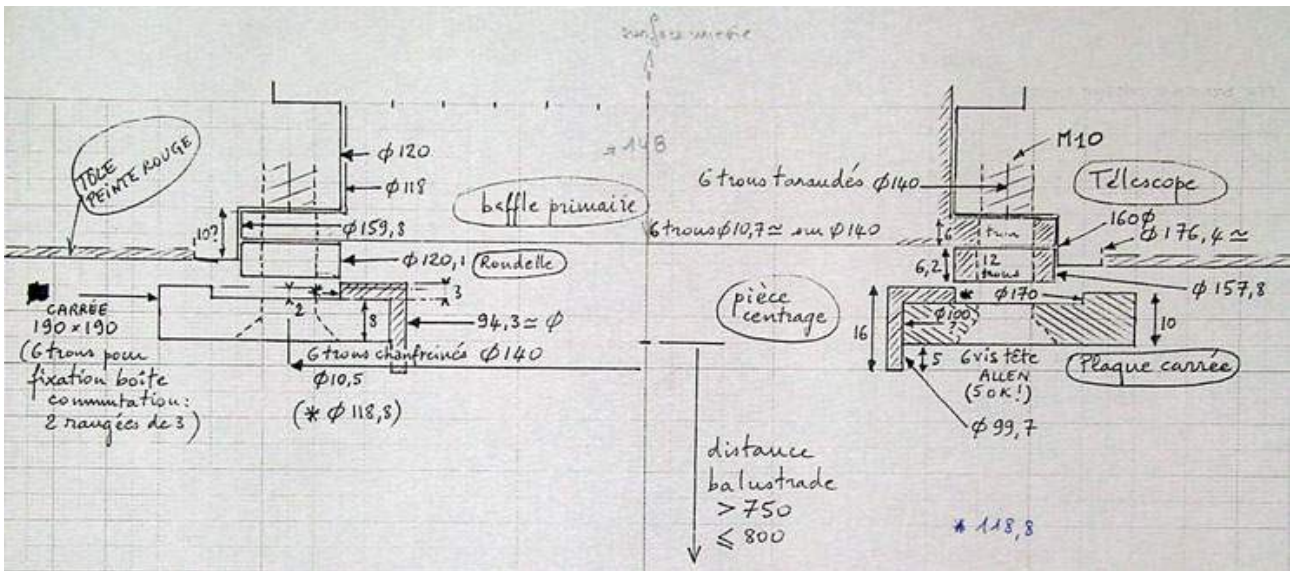 surface miroir
* 148
TÔLE
PEINTE ROUGE
ϕ120
ϕ118
baffle primaire
10?
ϕ159,8
ϕ120,1
Rondelle
CARRÉE
190 × 190
(6 trous pour
fixation boîte
commutation:
2 rangées de 3)
*
2
3
8
94,3 ≃ ϕ
6 trous chanfreinés ϕ140
ϕ10,5
(* ϕ118,8)
M10
6 trous taraudés ϕ140
Télescope
6 trous ϕ10,7 ≃ sur ϕ140
6
160ϕ
ϕ176,4 ≃
6,2
12
trous
ϕ157,8
pièce
centrage
*
ϕ170
16
ϕ100
?
10
5
6 vis tête
ALLEN
(5 OK!)
Plaque carrée
ϕ99,7
distance
balustrade
> 750
⩽ 800
* 118,8